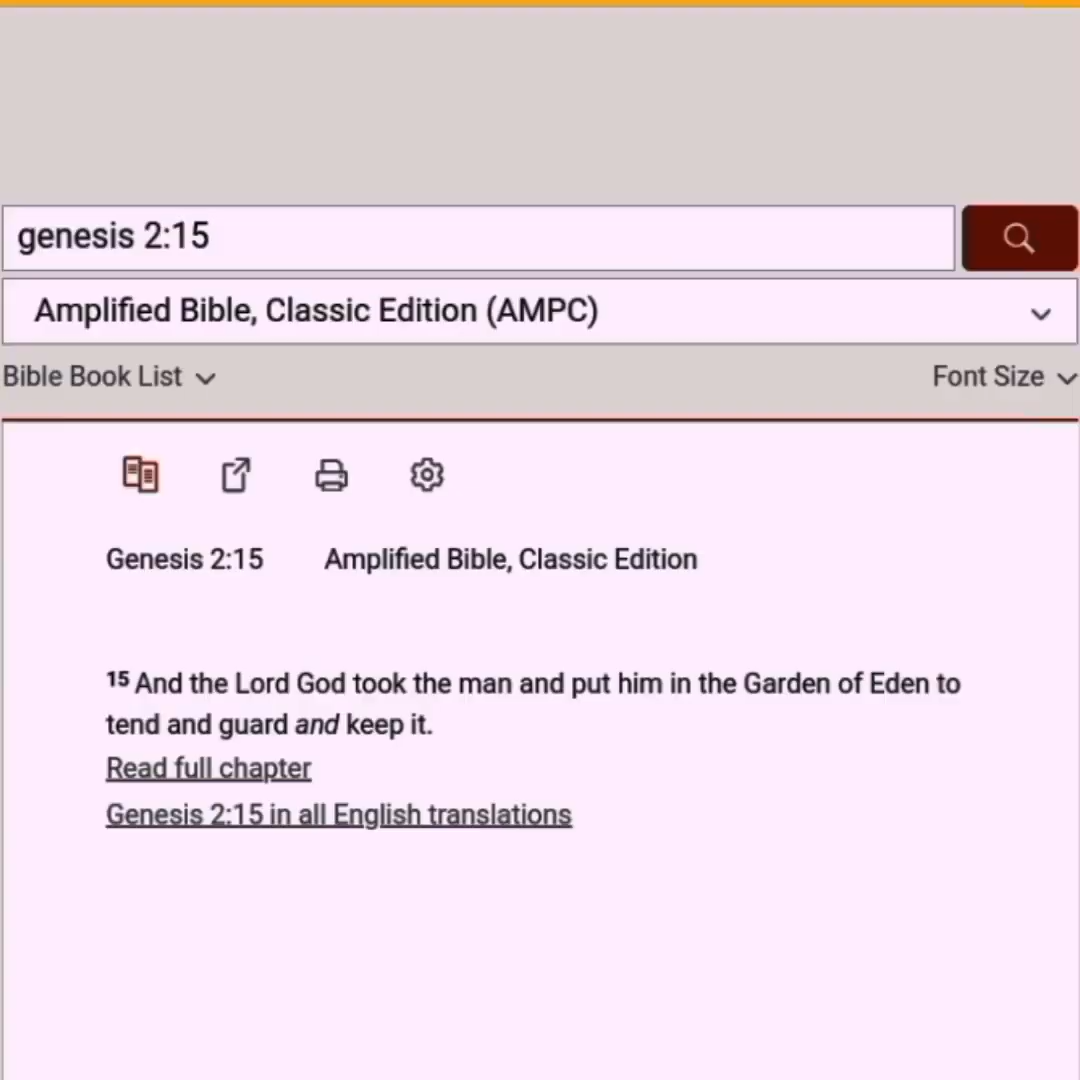 genesis 2:15
Amplified Bible, Classic Edition (AMPC)
Bible Book List Font Size
Genesis 2:15 Amplified Bible, Classic Edition
15 And the Lord God took the man and put him in the Garden of Eden to
tend and guard and keep it.
Read full chapter
Genesis 2:15 in all English translations